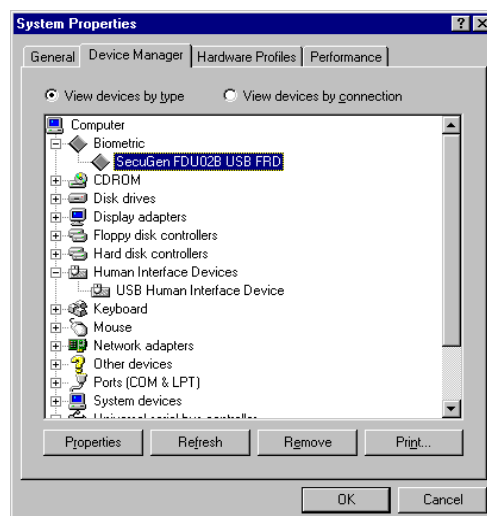 System Properties
General
Device Manager
Hardware Profiles
Performance
View devices by type
View devices by connection
Computer
Biometric
SecuGen FDU02B USB FRD
CDROM
Disk drives
Display adapters
Floppy disk controllers
Hard disk controllers
Human Interface Devices
USB Human Interface Device
Keyboard
Mouse
Network adapters
Other devices
Ports (COM & LPT)
System devices
Properties
Refresh
Remove
Print...
OK
Cancel